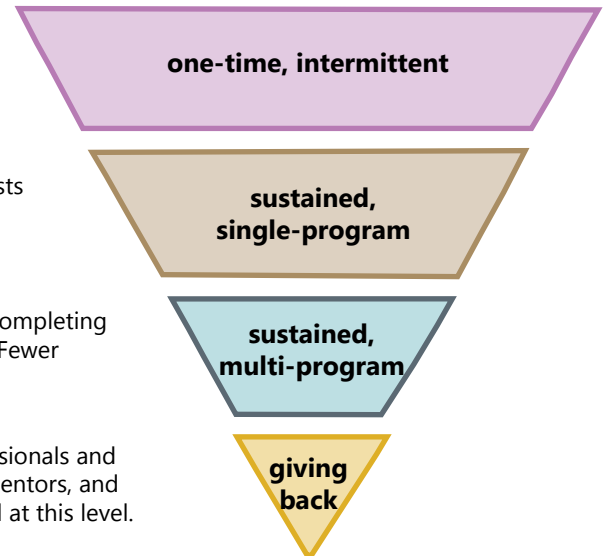 one-time, intermittent
sustained,
single-program
sustained,
multi-program
ompleting
Fewer
giving
back
sionals and
entors, and
at this level.